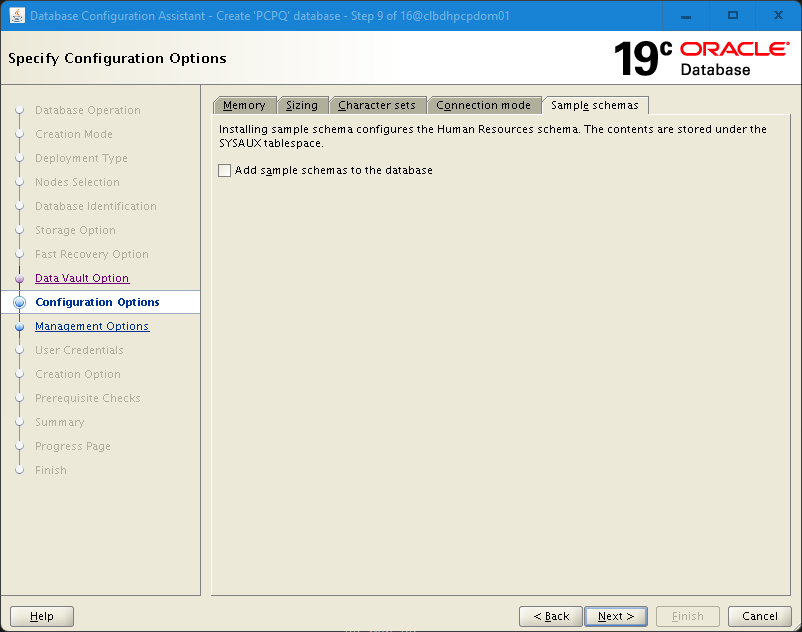 Database Configuration Assistant - Create 'PCPQ' database - Step 9 of 16@clbdhpcpdom01
Specify Configuration Options
19c ORACLE
Database
Database Operation
Creation Mode
Deployment Type
Nodes Selection
Database Identification
Storage Option
Fast Recovery Option
Data Vault Option
Configuration Options
Management Options
User Credentials
Creation Option
Prerequisite Checks
Summary
Progress Page
Finish
Memory Sizing Character sets Connection mode Sample schemas
Installing sample schema configures the Human Resources schema. The contents are stored under the
SYSAUX tablespace.
Add sample schemas to the database
Help < Back Next > Finish Cancel